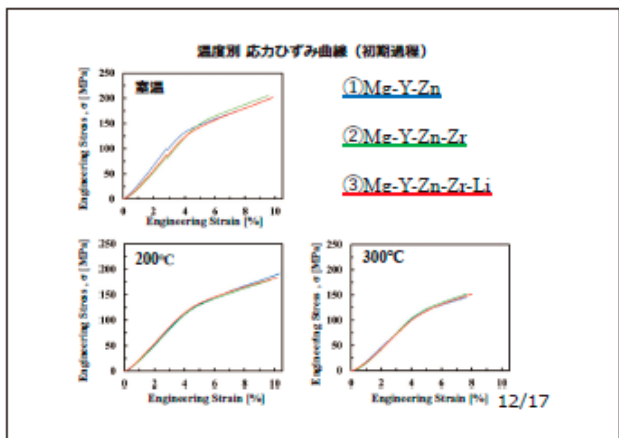 温度別 応力ひずみ曲線（初期過程）
室温
Engineering Stress , σ [MPa]
250
200
150
100
50
0
0 2 4 6 8 10
Engineering Strain [%]
①Mg-Y-Zn
②Mg-Y-Zn-Zr
③Mg-Y-Zn-Zr-Li
200℃
Engineering Stress , σ [MPa]
250
200
150
100
50
0
0 2 4 6 8 10
Engineering Strain [%]
300℃
Engineering Stress , σ [MPa]
250
200
150
100
50
0
0 2 4 6 8 10
Engineering Strain [%]
12/17